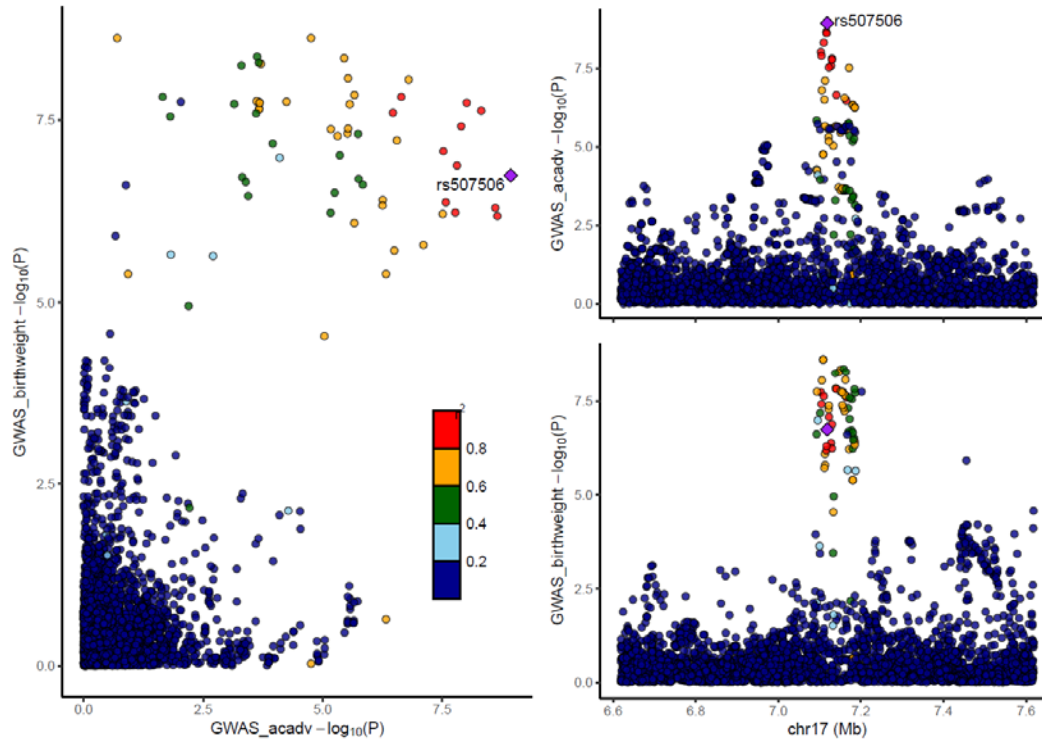 GWAS_birthweight −log10(P)
7.5
5.0
2.5
0.0
0.0 2.5 5.0 7.5
GWAS_acadv −log10(P)
rs507506
0.8
0.6
0.4
0.2
GWAS_acadv −log10(P)
7.5
5.0
2.5
0.0
rs507506
GWAS_birthweight −log10(P)
7.5
5.0
2.5
0.0
6.6 6.8 7.0 7.2 7.4 7.6
chr17 (Mb)